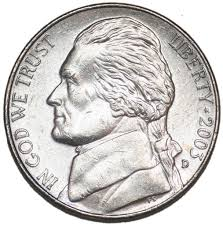 IN GOD WE TRUST
LIBERTY ★ 2003
D